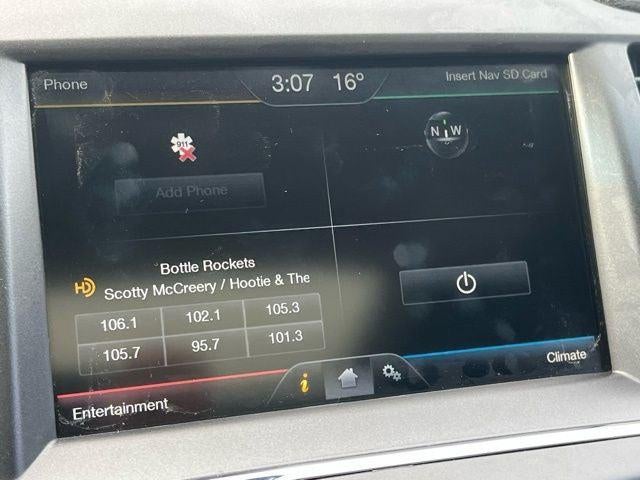 Phone
3:07 16°
Insert Nav SD Card
911
N W
Add Phone
Bottle Rockets
HD Scotty McCreery / Hootie & The
106.1 102.1 105.3
105.7 95.7 101.3
i
Entertainment
Climate